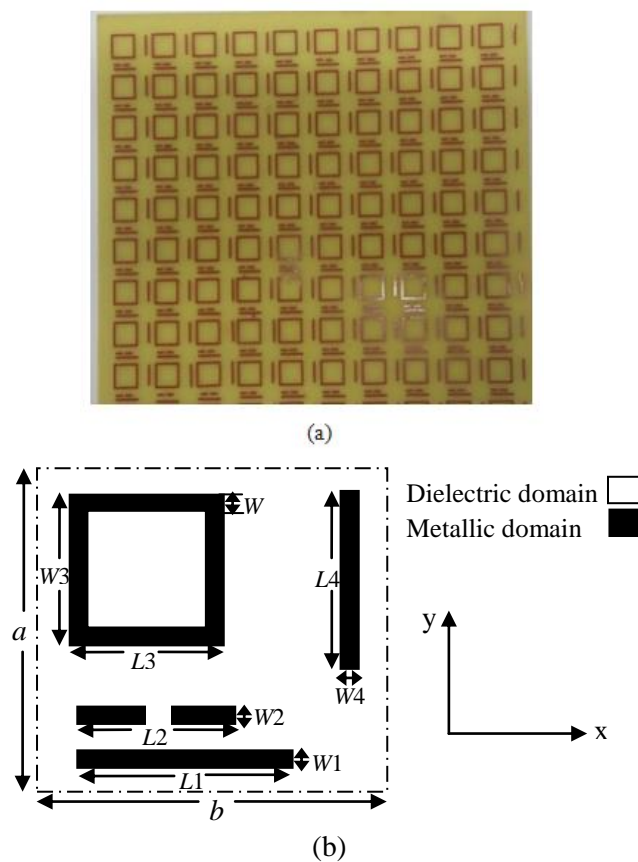 (a)
Dielectric domain
Metallic domain
W
W3
L4
a
L3
W4
W2
L2
W1
L1
b
y
x
(b)